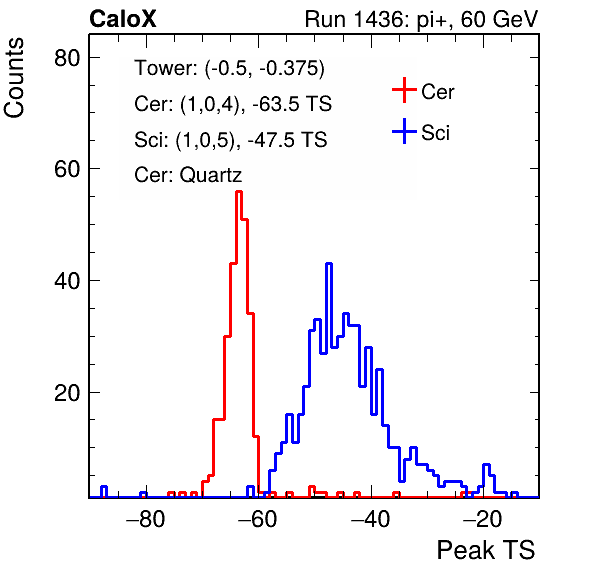 CaloX Run 1436: pi+, 60 GeV
Counts
Tower: (-0.5, -0.375)
Cer: (1,0,4), -63.5 TS
Sci: (1,0,5), -47.5 TS
Cer: Quartz
Cer
Sci
80
60
40
20
−80 −60 −40 −20
Peak TS